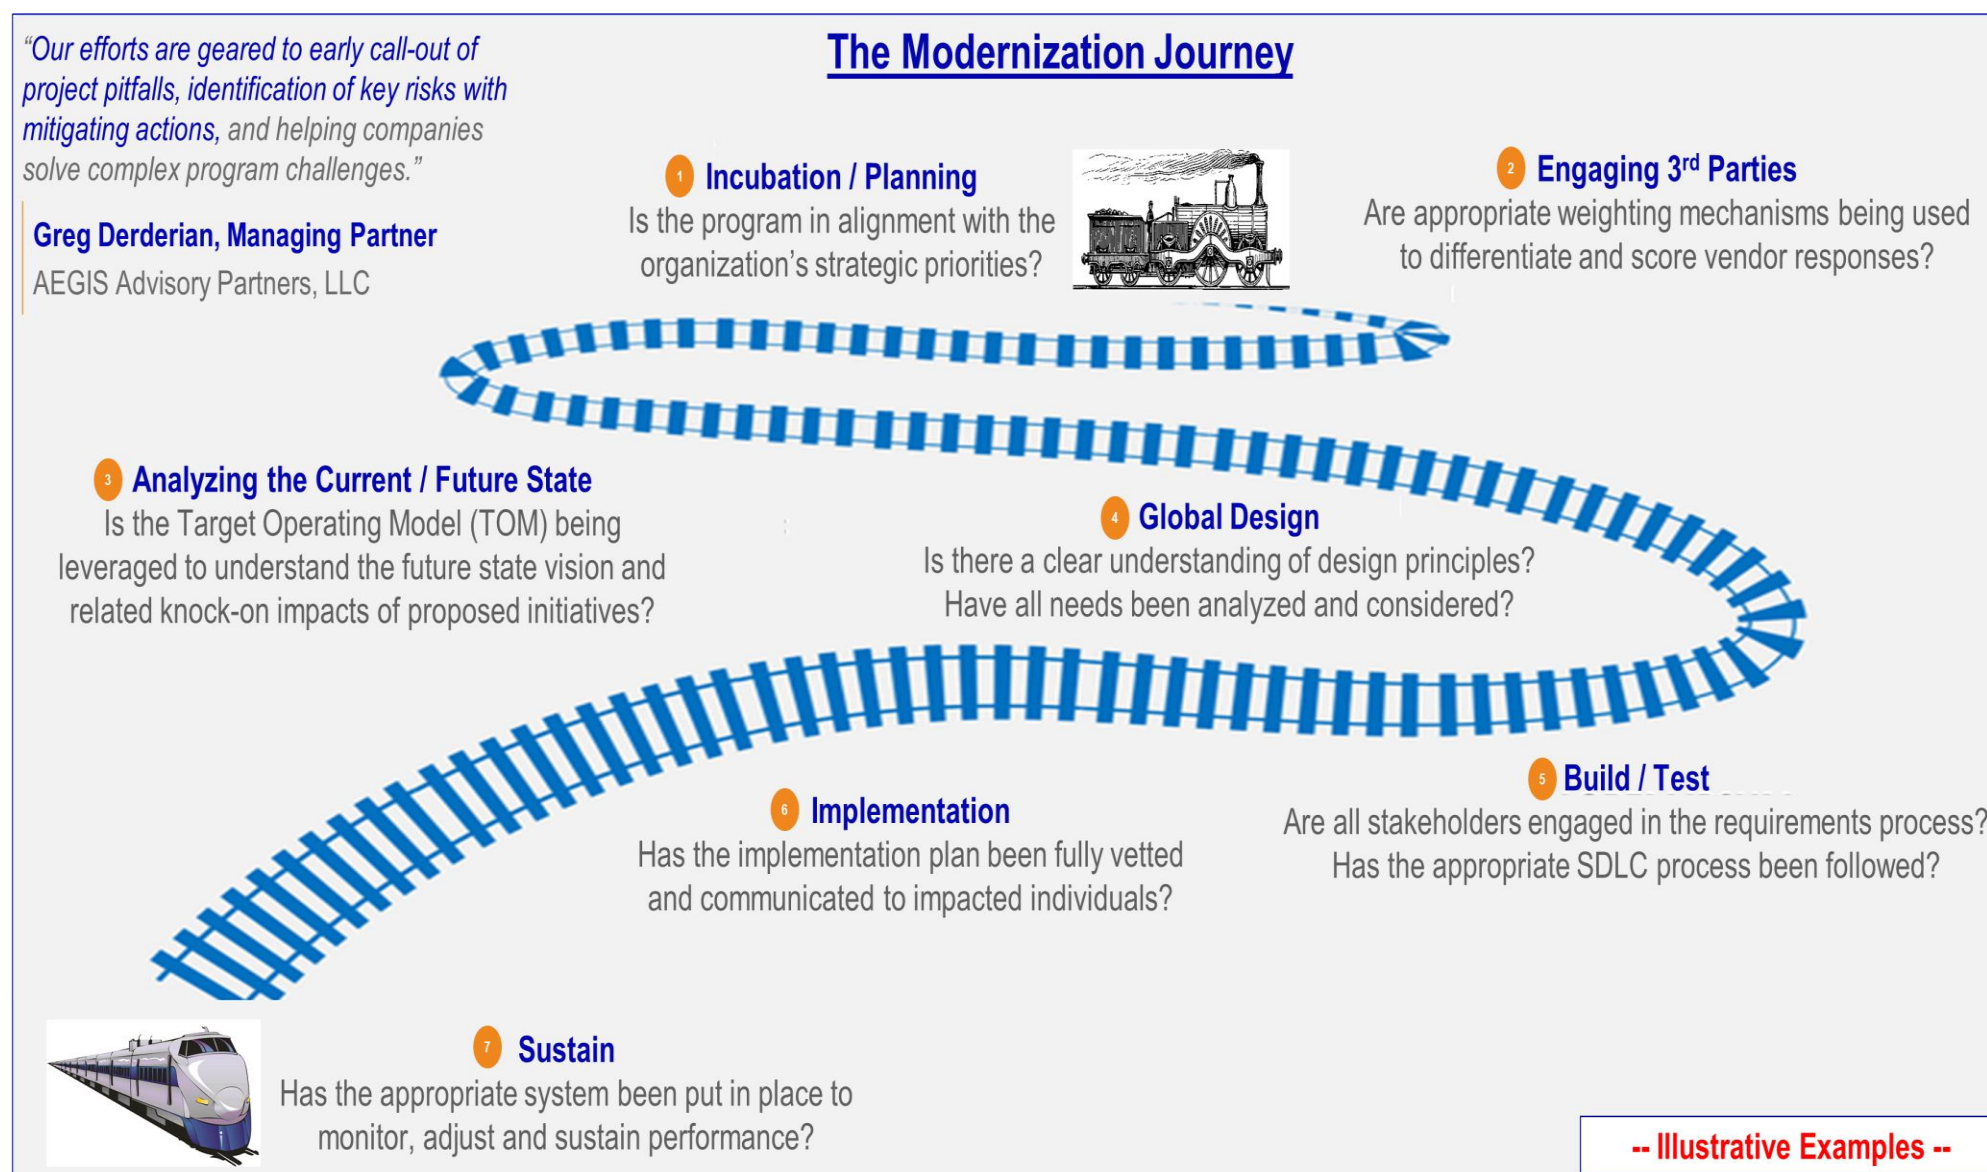 The Modernization Journey
“Our efforts are geared to early call-out of
project pitfalls, identification of key risks with
mitigating actions, and helping companies
solve complex program challenges.”
Greg Derderian, Managing Partner
AEGIS Advisory Partners, LLC
1 Incubation / Planning
Is the program in alignment with the
organization’s strategic priorities?
2 Engaging 3rd Parties
Are appropriate weighting mechanisms being used
to differentiate and score vendor responses?
3 Analyzing the Current / Future State
Is the Target Operating Model (TOM) being
leveraged to understand the future state vision and
related knock-on impacts of proposed initiatives?
4 Global Design
Is there a clear understanding of design principles?
Have all needs been analyzed and considered?
5 Build / Test
Are all stakeholders engaged in the requirements process?
Has the appropriate SDLC process been followed?
6 Implementation
Has the implementation plan been fully vetted
and communicated to impacted individuals?
7 Sustain
Has the appropriate system been put in place to
monitor, adjust and sustain performance?
-- Illustrative Examples --